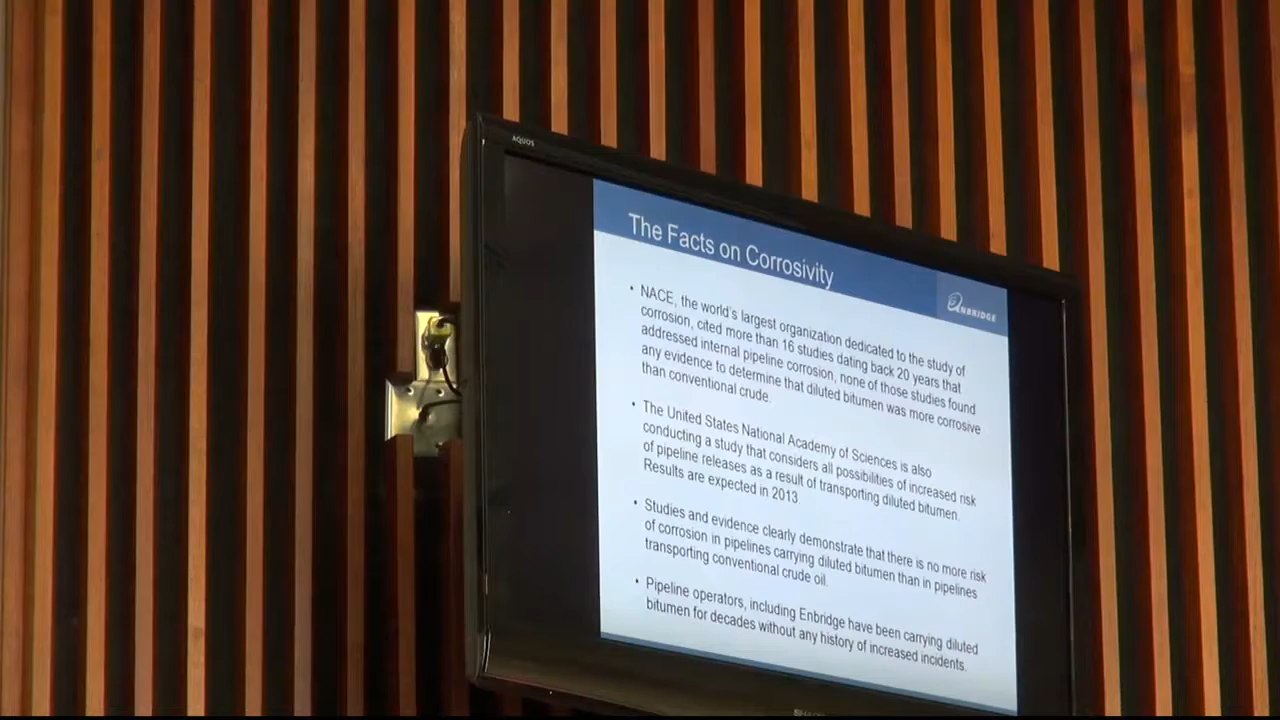 AQUOS
The Facts on Corrosivity
ENBRIDGE
• NACE, the world's largest organization dedicated to the study of
corrosion, cited more than 16 studies dating back 20 years that
addressed internal pipeline corrosion, none of those studies found
any evidence to determine that diluted bitumen was more corrosive
than conventional crude.
• The United States National Academy of Sciences is also
conducting a study that considers all possibilities of increased risk
of pipeline releases as a result of transporting diluted bitumen.
Results are expected in 2013.
• Studies and evidence clearly demonstrate that there is no more risk
of corrosion in pipelines carrying diluted bitumen than in pipelines
transporting conventional crude oil.
• Pipeline operators, including Enbridge have been carrying diluted
bitumen for decades without any history of increased incidents.